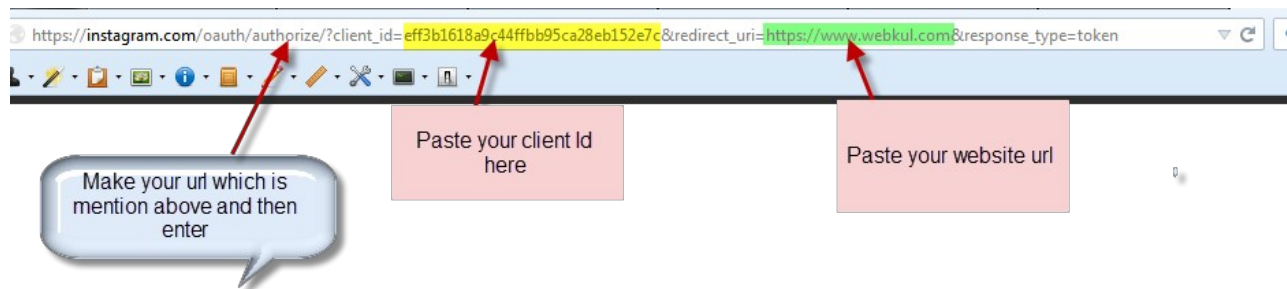 https://instagram.com/oauth/authorize/?client_id=eff3b1618a9c44ffbb95ca28eb152e7c&redirect_uri=https://www.webkul.com&response_type=token
Paste your client Id
here
Paste your website url
Make your url which is
mention above and then
enter